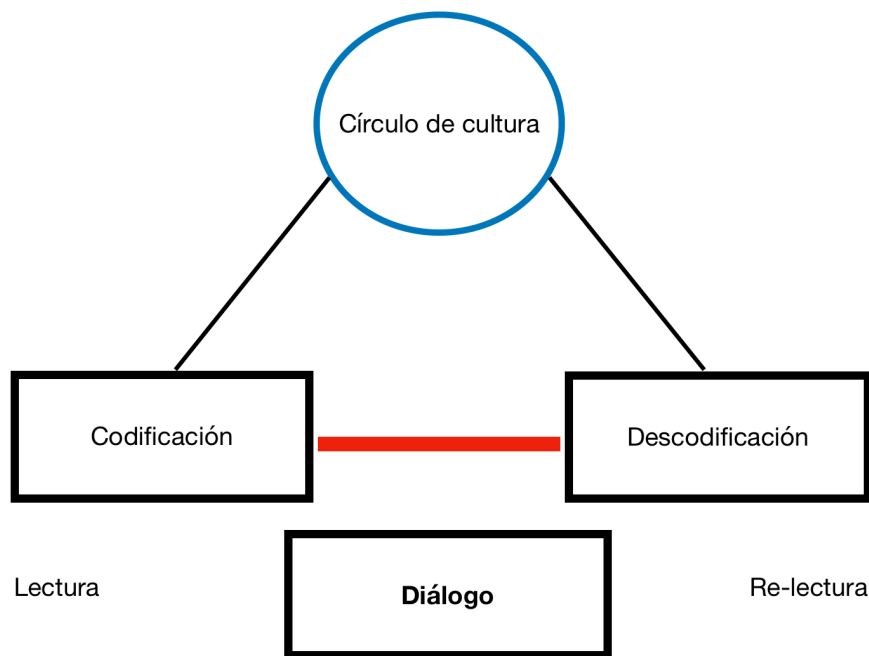 Círculo de cultura
Codificación
Descodificación
Lectura
Diálogo
Re-lectura